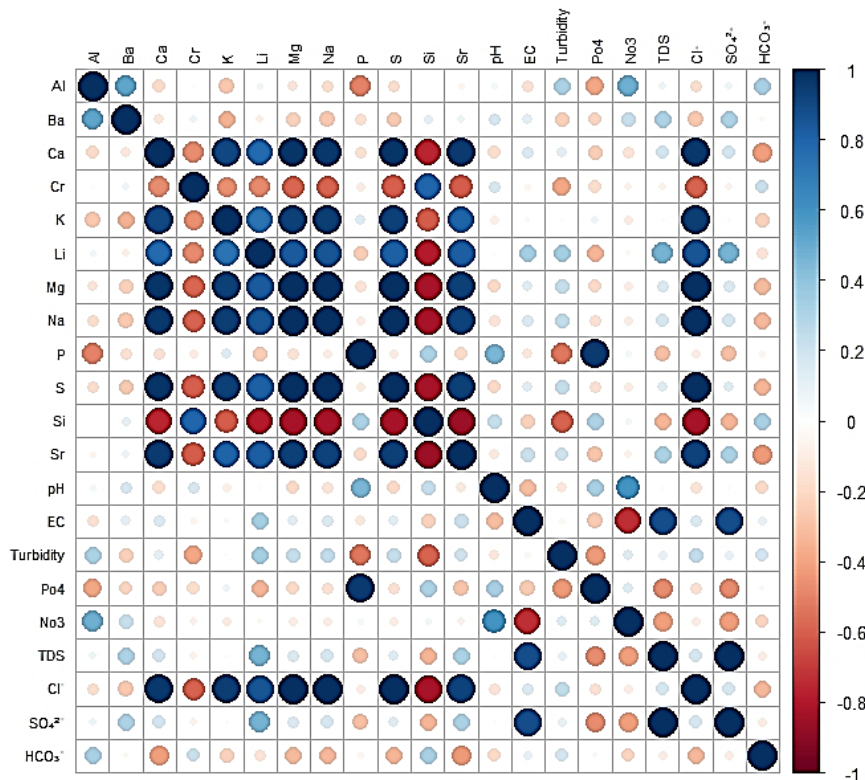 Al Ba Ca Cr K Li Mg Na P S Si Sr pH EC Turbidity Po4 No3 TDS Cl⁻ SO₄²⁻ HCO₃⁻
Al
Ba
Ca
Cr
K
Li
Mg
Na
P
S
Si
Sr
pH
EC
Turbidity
Po4
No3
TDS
Cl⁻
SO₄²⁻
HCO₃⁻
1
0.8
0.6
0.4
0.2
0
-0.2
-0.4
-0.6
-0.8
-1